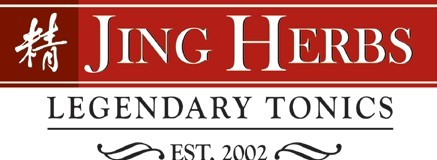 精 JING HERBS
LEGENDARY TONICS
EST. 2002